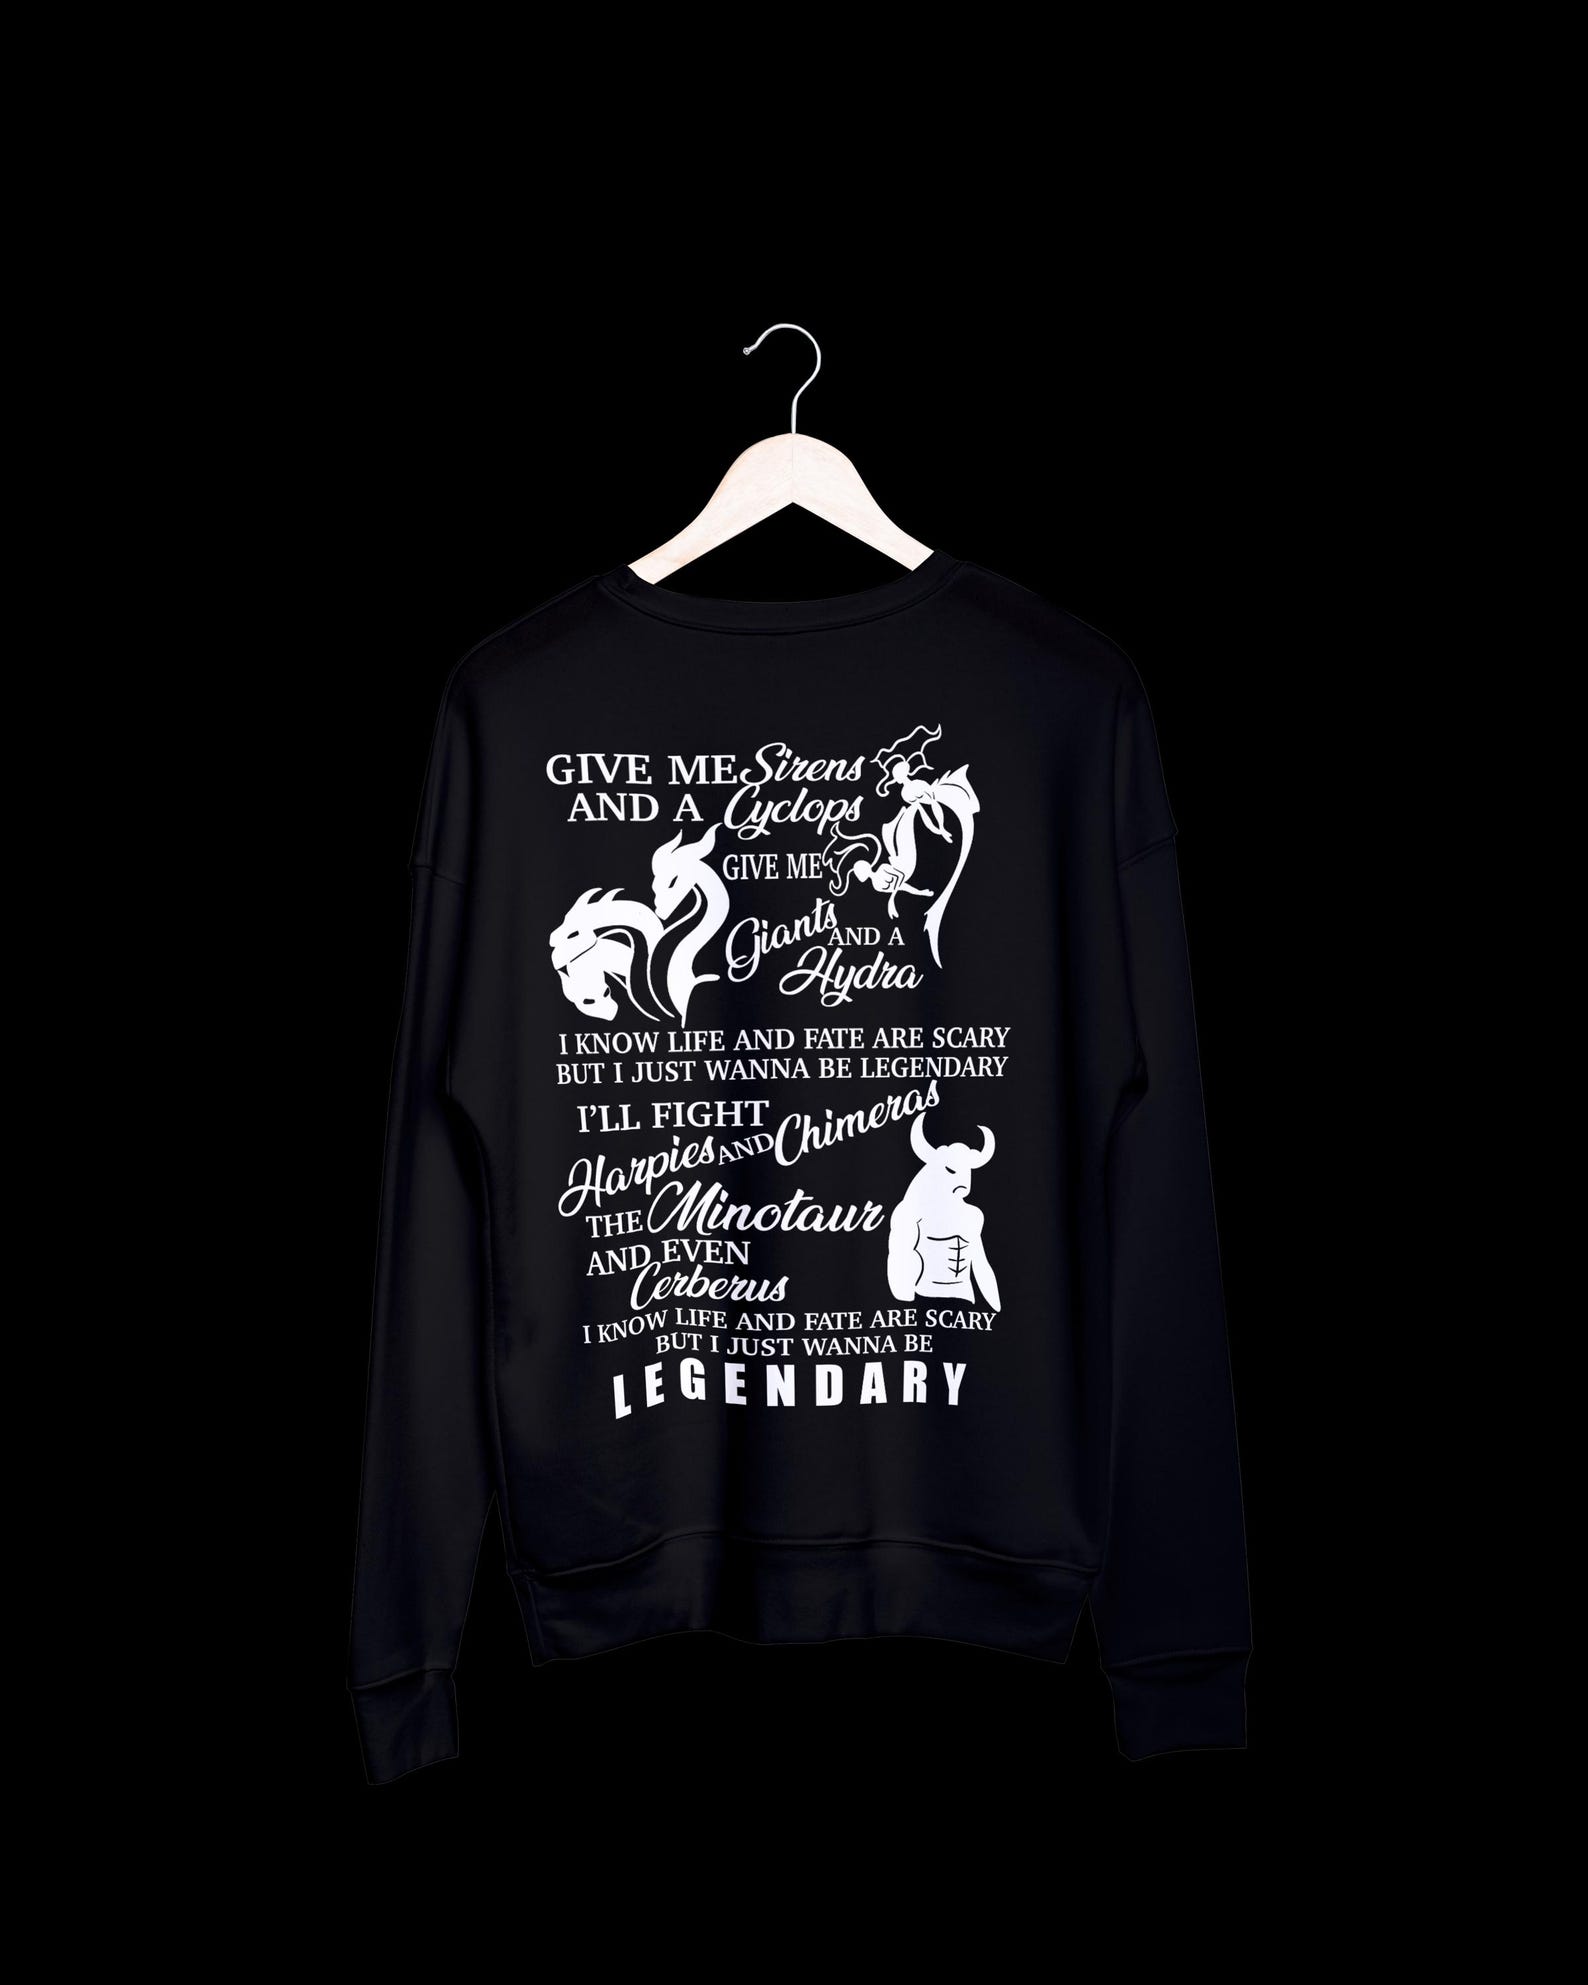 GIVE ME Sirens
AND A Cyclops
GIVE ME
Giants AND A
Hydra
I KNOW LIFE AND FATE ARE SCARY
BUT I JUST WANNA BE LEGENDARY
I'LL FIGHT
Harpies AND Chimeras
THE Minotaur
AND EVEN
Cerberus
I KNOW LIFE AND FATE ARE SCARY
BUT I JUST WANNA BE
LEGENDARY